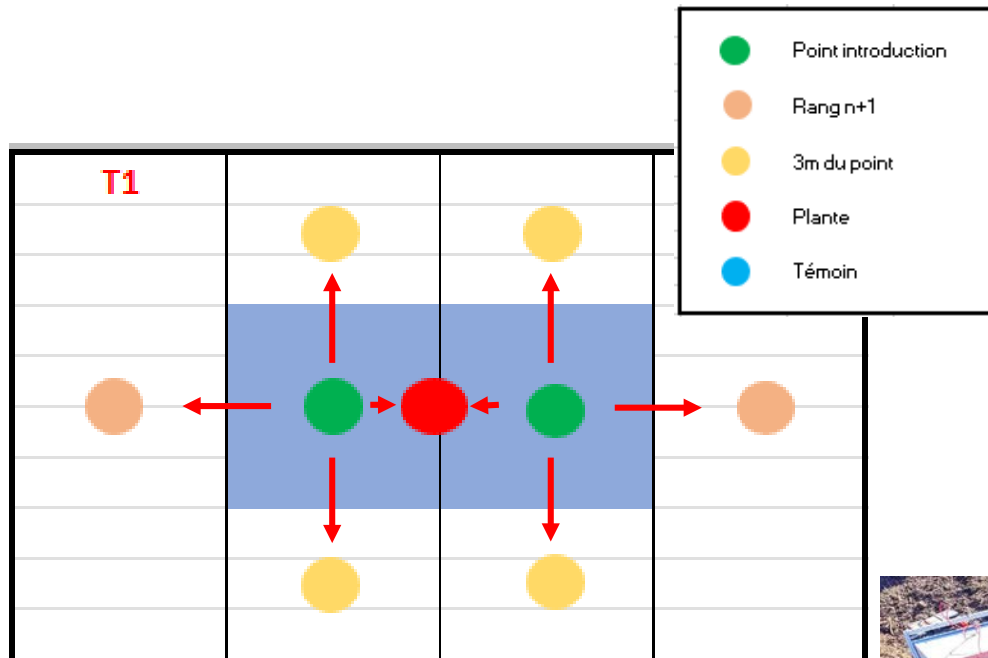 Point introduction
Rang n+1
3m du point
Plante
Témoin
T1